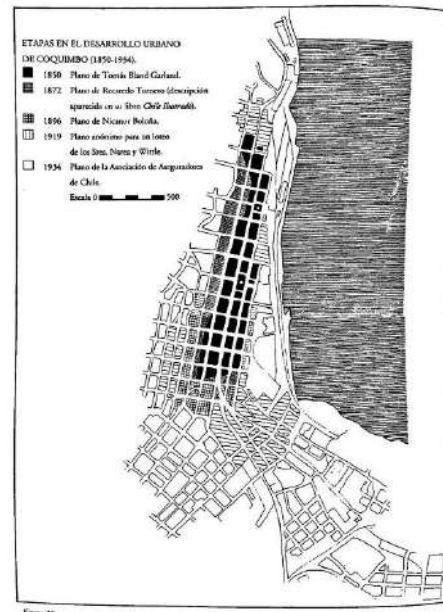 ETAPAS EN EL DESARROLLO URBANO
DE COQUIMBO (1850-1934).
1850 Plano de Tomás Bland Garland.
1872 Plano de Recaredo Tornero (descripción
aparecida en su libro Chile Ilustrado).
1896 Plano de Nicanor Boloña.
1919 Plano anónimo para un loteo
de los Sres. Narea y Wittle.
1934 Plano de la Asociación de Aseguradores
de Chile.
Escala 0 500